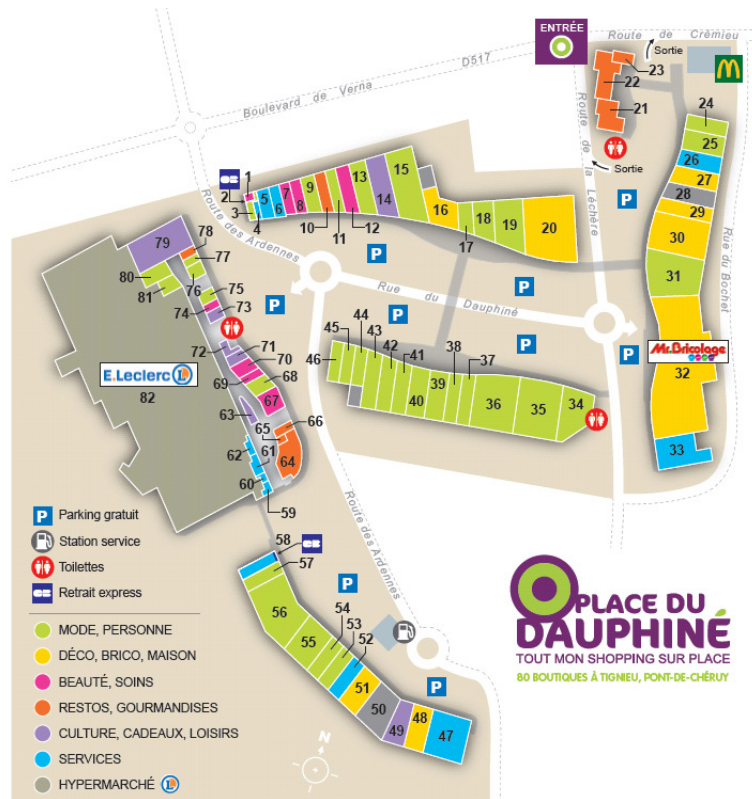 ENTRÉE
Route de Crémieu
Sortie
D517
Boulevard de Verna
Route de la Léchère
Sortie
Route des Ardennes
Rue du Dauphiné
Rue du Bochet
P
P
P
P
P
P
P
P
P
M
1
2
3
4
5
6
7
8
9
10
11
12
13
14
15
16
17
18
19
20
21
22
23
24
25
26
27
28
29
30
31
32
33
34
35
36
37
38
39
40
41
42
43
44
45
46
47
48
49
50
51
52
53
54
55
56
57
58
59
60
61
62
63
64
65
66
67
68
69
70
71
72
73
74
75
76
77
78
79
80
81
82
Mr.Bricolage
E.Leclerc L
Route des Ardennes
N
P Parking gratuit
Station service
Toilettes
Retrait express
MODE, PERSONNE
DÉCO, BRICO, MAISON
BEAUTÉ, SOINS
RESTOS, GOURMANDISES
CULTURE, CADEAUX, LOISIRS
SERVICES
HYPERMARCHÉ L
PLACE DU
DAUPHINÉ
TOUT MON SHOPPING SUR PLACE
80 BOUTIQUES À TIGNIEU, PONT-DE-CHÉRUY